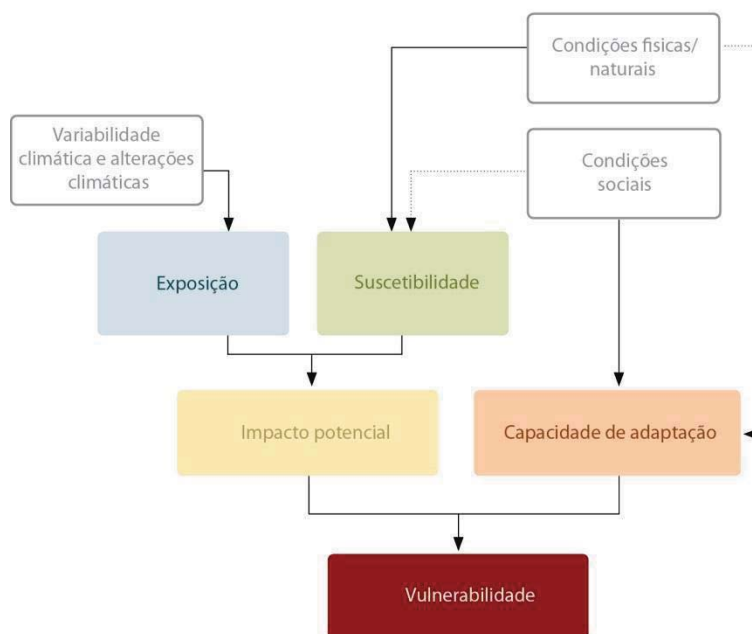 Condições fisicas/
naturais
Variabilidade
climática e alterações
climáticas
Condições
sociais
Exposição
Suscetibilidade
Impacto potencial
Capacidade de adaptação
Vulnerabilidade